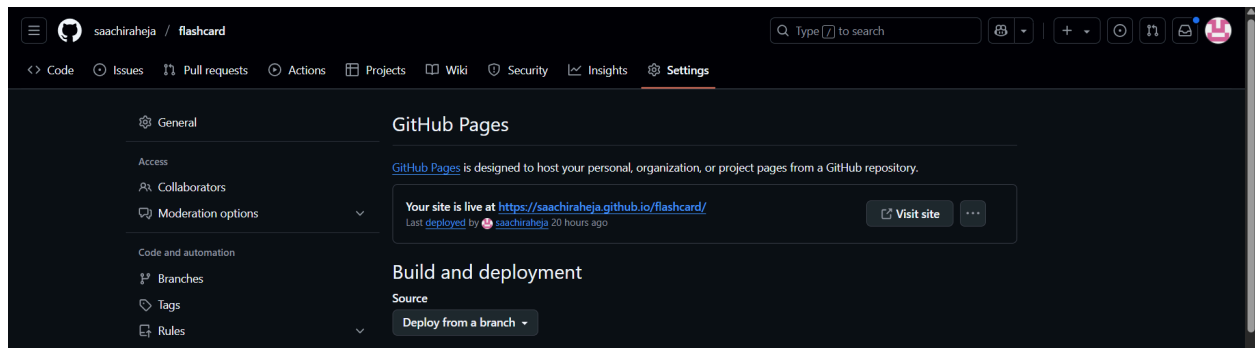 saachiraheja / flashcard
Type / to search
Code
Issues
Pull requests
Actions
Projects
Wiki
Security
Insights
Settings
General
Access
Collaborators
Moderation options
Code and automation
Branches
Tags
Rules
GitHub Pages
GitHub Pages is designed to host your personal, organization, or project pages from a GitHub repository.
Your site is live at https://saachiraheja.github.io/flashcard/
Last deployed by saachiraheja 20 hours ago
Visit site
Build and deployment
Source
Deploy from a branch